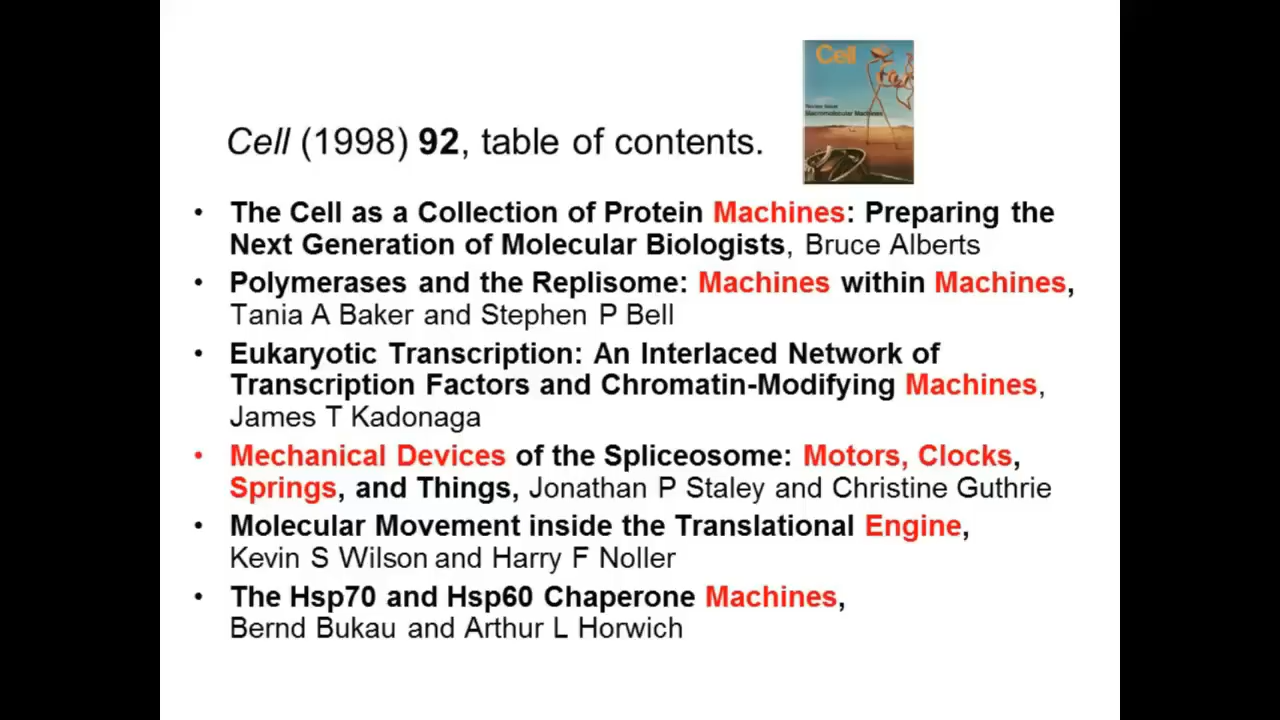 Cell
Review Issue
Macromolecular Machines
Cell (1998) 92, table of contents.
• The Cell as a Collection of Protein Machines: Preparing the
Next Generation of Molecular Biologists, Bruce Alberts
• Polymerases and the Replisome: Machines within Machines,
Tania A Baker and Stephen P Bell
• Eukaryotic Transcription: An Interlaced Network of
Transcription Factors and Chromatin-Modifying Machines,
James T Kadonaga
• Mechanical Devices of the Spliceosome: Motors, Clocks,
Springs, and Things, Jonathan P Staley and Christine Guthrie
• Molecular Movement inside the Translational Engine,
Kevin S Wilson and Harry F Noller
• The Hsp70 and Hsp60 Chaperone Machines,
Bernd Bukau and Arthur L Horwich